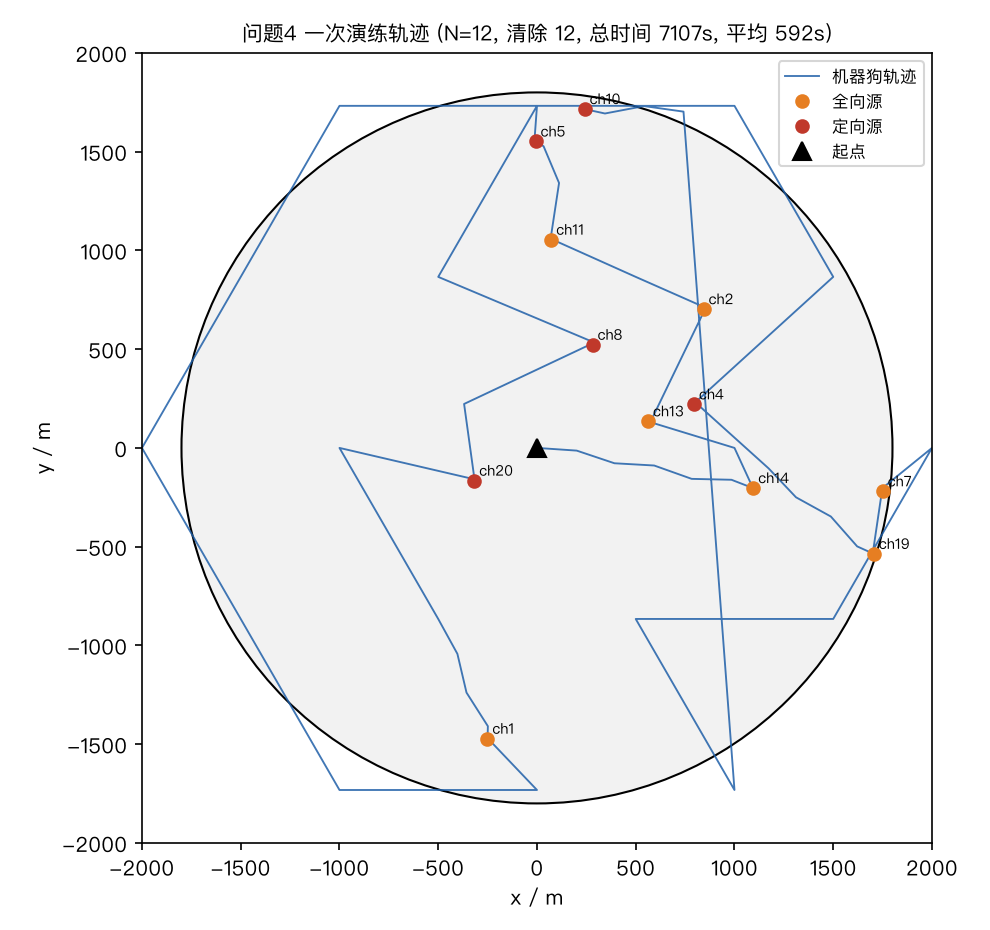 问题4 一次演练轨迹 (N=12, 清除 12, 总时间 7107s, 平均 592s)
机器狗轨迹
全向源
定向源
起点
ch10
ch5
ch11
ch2
ch8
ch4
ch13
ch20
ch14
ch7
ch19
ch1
2000
1500
1000
500
0
−500
−1000
−1500
−2000
y / m
−2000 −1500 −1000 −500 0 500 1000 1500 2000
x / m